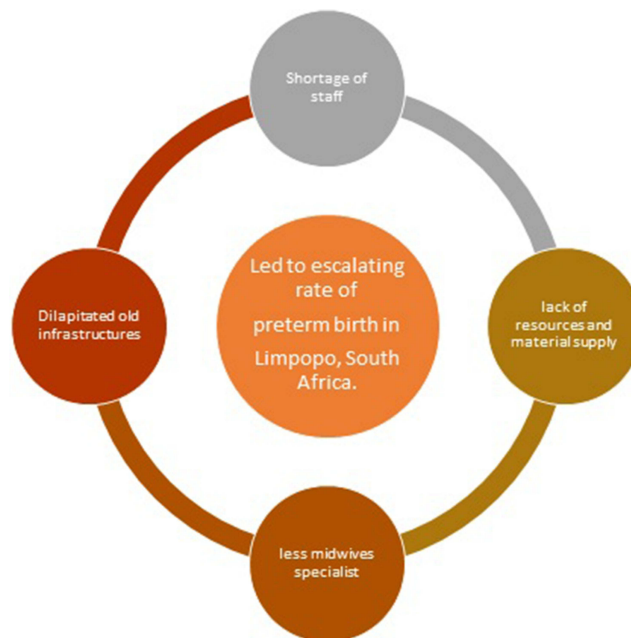 Shortage of
staff
Led to escalating
rate of
preterm birth in
Limpopo, South
Africa.
Dilapitated old
infrastructures
lack of
resources and
material supply
less midwives
specialist